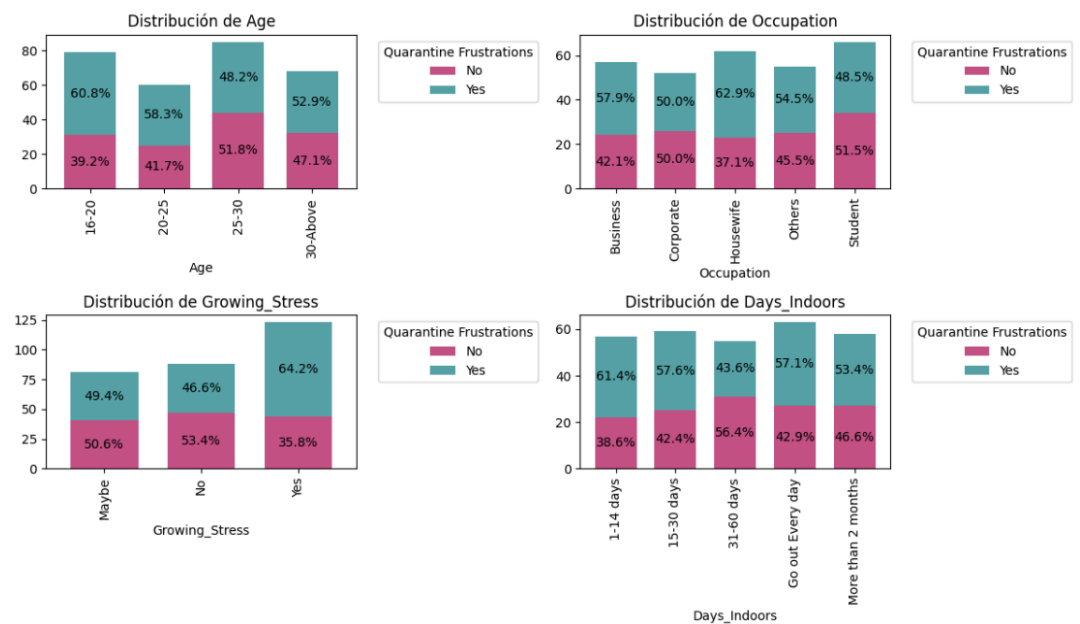 Distribución de Age
80
60
40
20
0
60.8%
39.2%
58.3%
41.7%
48.2%
51.8%
52.9%
47.1%
16-20
20-25
25-30
30-Above
Age
Quarantine Frustrations
No
Yes
Distribución de Occupation
60
40
20
0
57.9%
42.1%
50.0%
50.0%
62.9%
37.1%
54.5%
45.5%
48.5%
51.5%
Business
Corporate
Housewife
Others
Student
Occupation
Quarantine Frustrations
No
Yes
Distribución de Growing_Stress
125
100
75
50
25
0
49.4%
50.6%
46.6%
53.4%
64.2%
35.8%
Maybe
No
Yes
Growing_Stress
Quarantine Frustrations
No
Yes
Distribución de Days_Indoors
60
40
20
0
61.4%
38.6%
57.6%
42.4%
43.6%
56.4%
57.1%
42.9%
53.4%
46.6%
1-14 days
15-30 days
31-60 days
Go out Every day
More than 2 months
Days_Indoors
Quarantine Frustrations
No
Yes